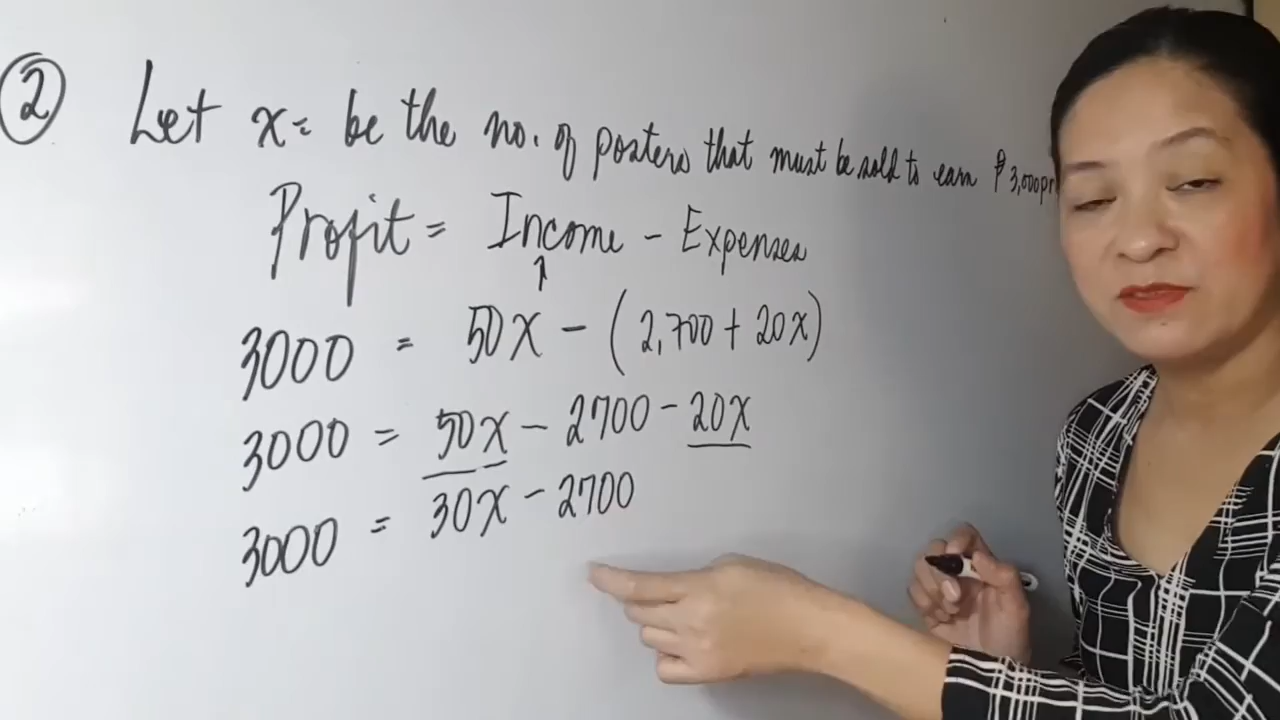 2 Let x = be the no. of posters that must be sold to earn ₱3,000
Profit = Income - Expenses
↑
3000 = 50x - (2,700 + 20x)
3000 = 50x - 2700 - 20x
3000 = 30x - 2700